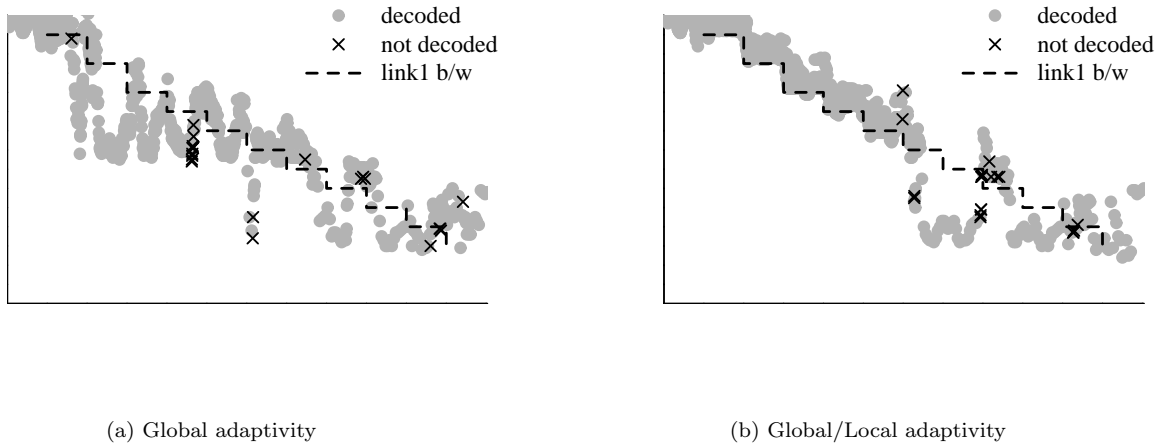 decoded
not decoded
link1 b/w
decoded
not decoded
link1 b/w
(a) Global adaptivity
(b) Global/Local adaptivity